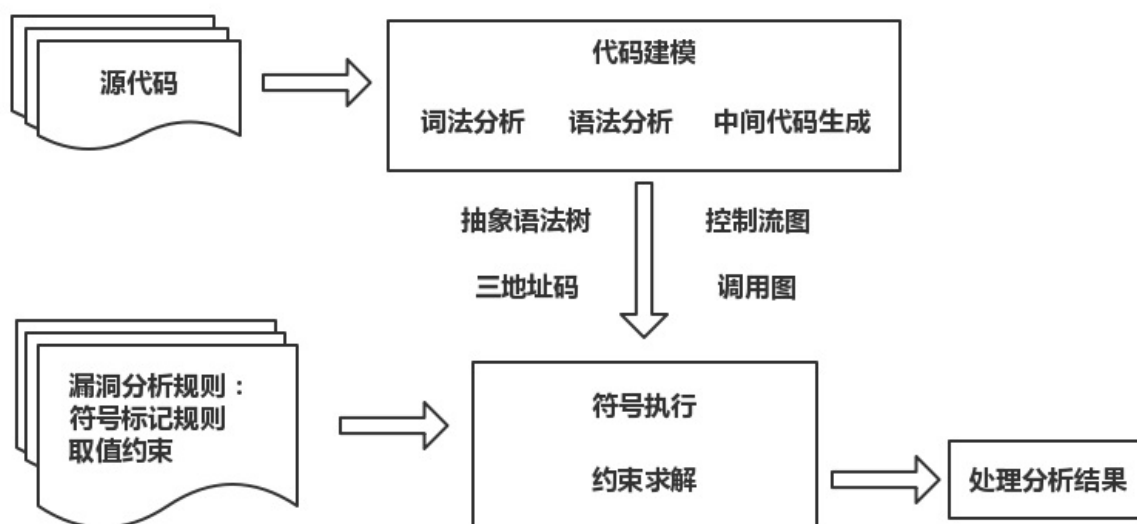 源代码
代码建模
词法分析 语法分析 中间代码生成
抽象语法树 控制流图
三地址码 调用图
漏洞分析规则：
符号标记规则
取值约束
符号执行
约束求解
处理分析结果